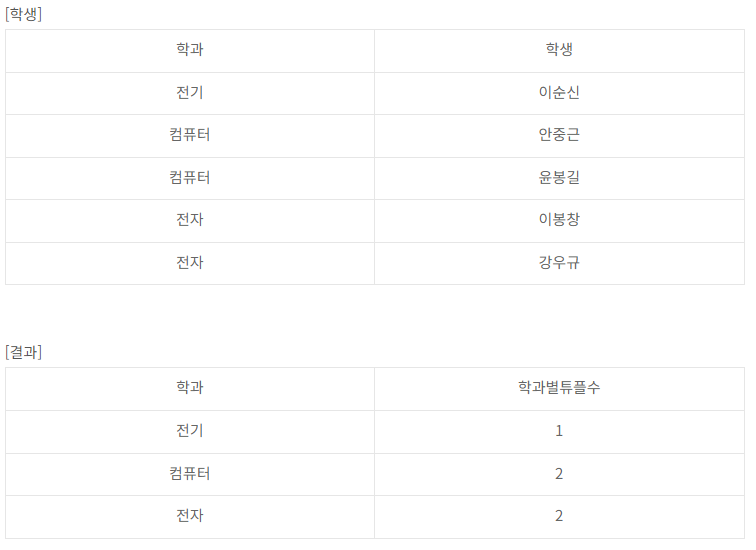 [학생]
학과 학생
전기 이순신
컴퓨터 안중근
컴퓨터 윤봉길
전자 이봉창
전자 강우규
[결과]
학과 학과별튜플수
전기 1
컴퓨터 2
전자 2